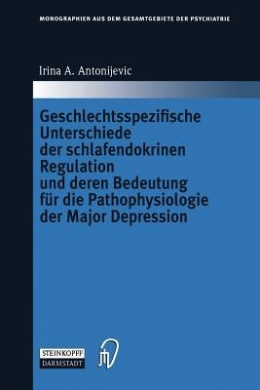 MONOGRAPHIEN AUS DEM GESAMTGEBIETE DER PSYCHIATRIE
Irina A. Antonijevic
Geschlechtsspezifische
Unterschiede
der schlafendokrinen
Regulation
und deren Bedeutung
für die Pathophysiologie
der Major Depression
STEINKOPFF
DARMSTADT